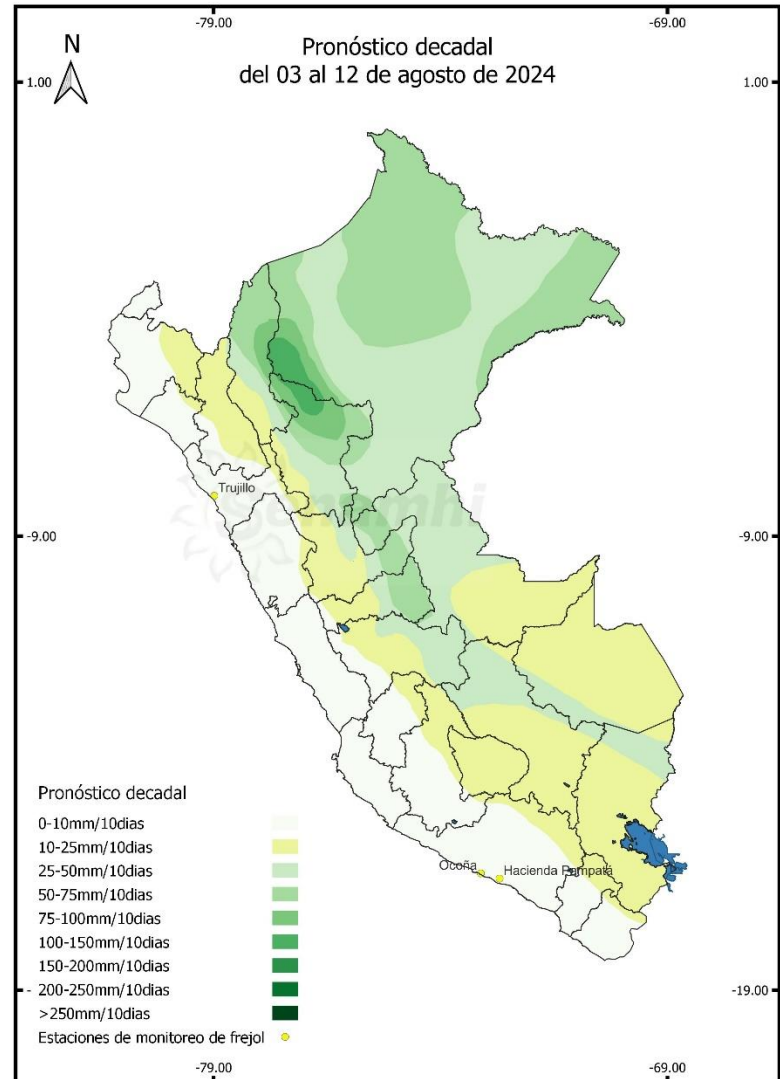 -79.00
-69.00
N
Pronóstico decadal
del 03 al 12 de agosto de 2024
1.00
1.00
Trujillo
Senamhi
-9.00
-9.00
Pronóstico decadal
0-10mm/10dias
10-25mm/10dias
25-50mm/10dias
50-75mm/10dias
75-100mm/10dias
100-150mm/10dias
150-200mm/10dias
200-250mm/10dias
>250mm/10dias
Estaciones de monitoreo de frejol
Ocoña
Hacienda Pampatá
-
-19.00
-79.00
-69.00